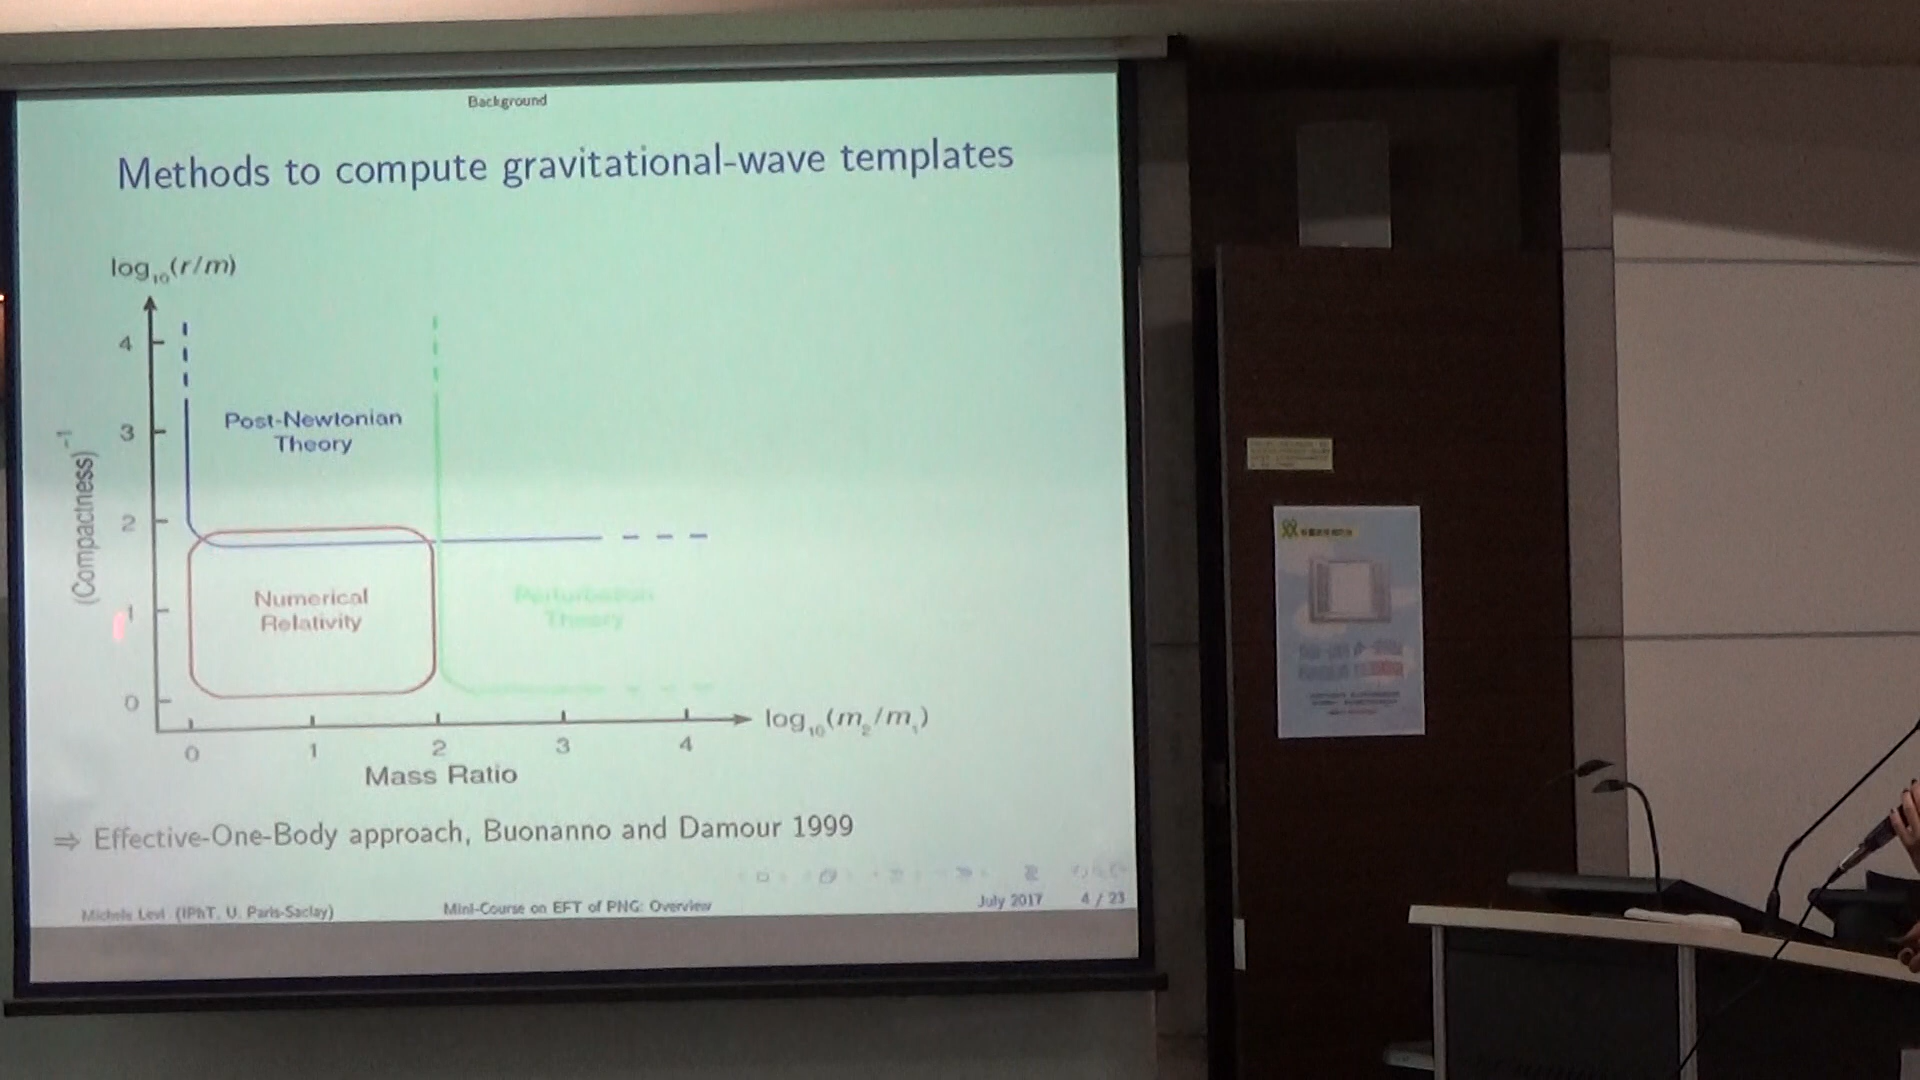 Background
Methods to compute gravitational-wave templates
log₁₀(r/m)
4
3
2
1
0
(Compactness)⁻¹
Post-Newtonian
Theory
Numerical
Relativity
Perturbation
Theory
0 1 2 3 4
log₁₀(m₂/m₁)
Mass Ratio
⇒ Effective-One-Body approach, Buonanno and Damour 1999
Michele Levi (IPhT, U. Paris-Saclay) Mini-Course on EFT of PNG: Overview July 2017 4 / 23